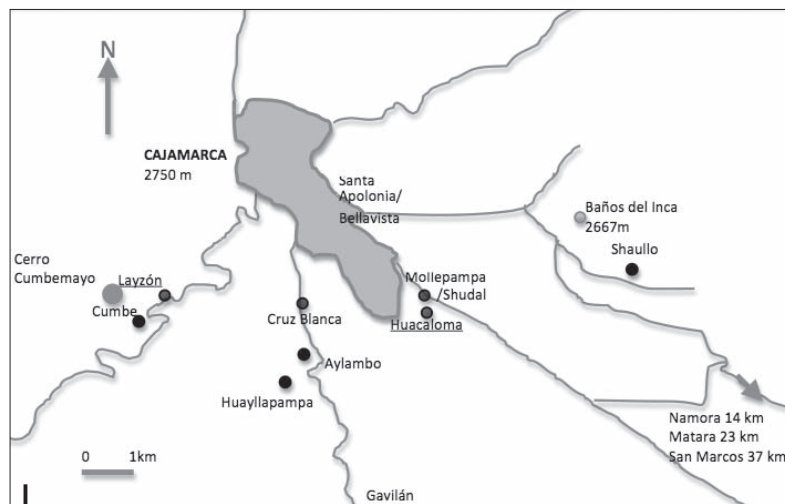 N
CAJAMARCA
2750 m
Santa
Apolonia/
Bellavista
Baños del Inca
2667m
Shaullo
Cerro
Cumbemayo
Layzón
Cumbe
Mollepampa
/Shudal
Huacaloma
Cruz Blanca
Aylambo
Huayllapampa
Namora 14 km
Matara 23 km
San Marcos 37 km
0 1km
Gavilán